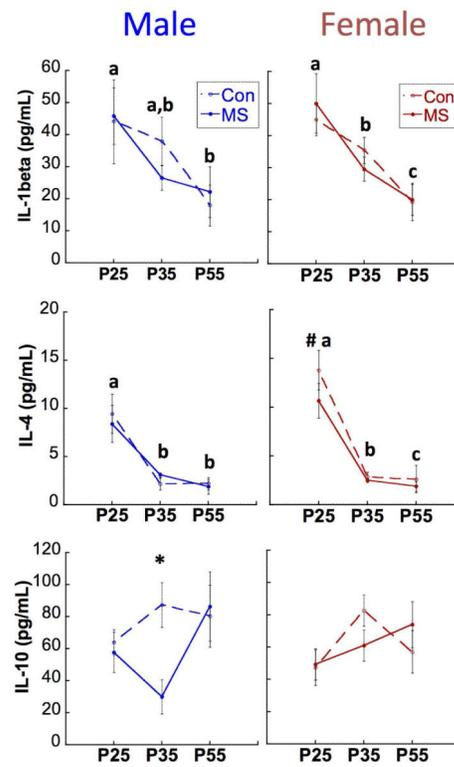 Male Female
IL-1beta (pg/mL)
60
50
40
30
20
10
0
a
a,b
b
Con
MS
P25 P35 P55
a
b
c
Con
MS
P25 P35 P55
IL-4 (pg/mL)
20
15
10
5
0
a
b
b
P25 P35 P55
# a
b
c
P25 P35 P55
IL-10 (pg/mL)
120
100
80
60
40
20
0
*
P25 P35 P55
P25 P35 P55